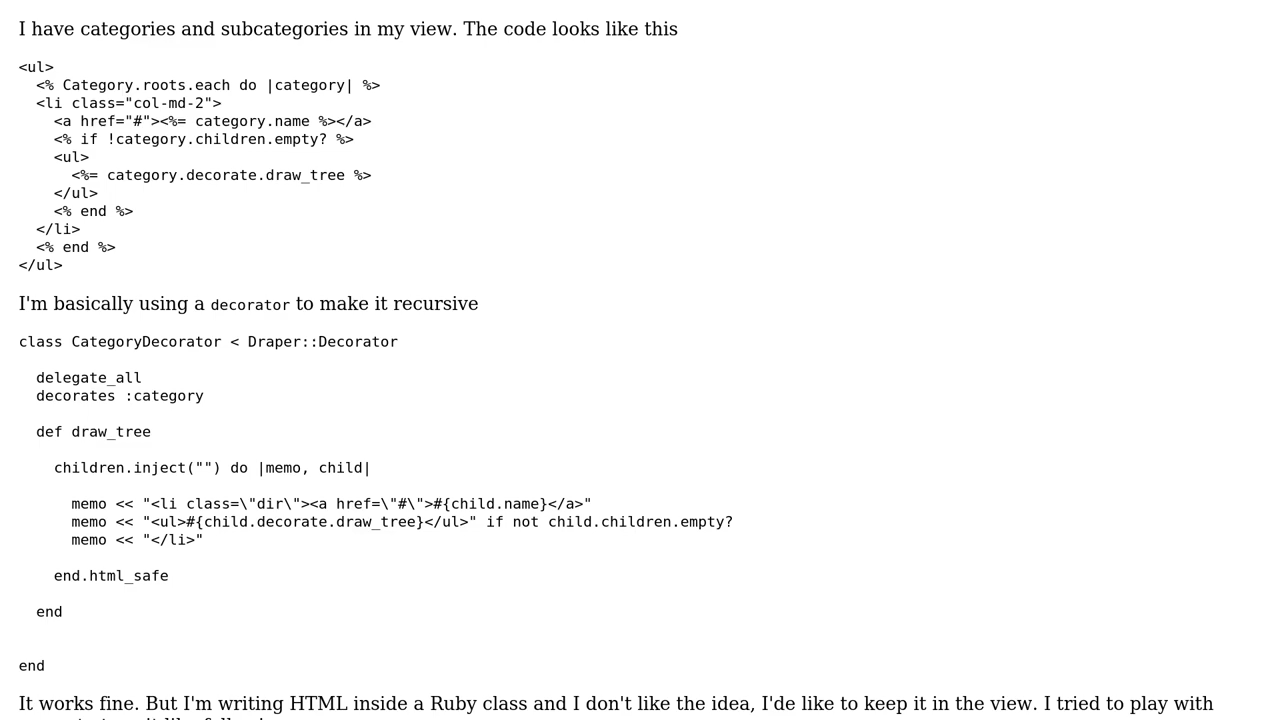 I have categories and subcategories in my view. The code looks like this
<ul>
  <% Category.roots.each do |category| %>
  <li class="col-md-2">
    <a href="#"><%= category.name %></a>
    <% if !category.children.empty? %>
    <ul>
      <%= category.decorate.draw_tree %>
    </ul>
    <% end %>
  </li>
  <% end %>
</ul>
I'm basically using a decorator to make it recursive
class CategoryDecorator < Draper::Decorator
  delegate_all
  decorates :category
  def draw_tree
    children.inject("") do |memo, child|
      memo << "<li class=\"dir\"><a href=\"#\">#{child.name}</a>"
      memo << "<ul>#{child.decorate.draw_tree}</ul>" if not child.children.empty?
      memo << "</li>"
    end.html_safe
  end
end
It works fine. But I'm writing HTML inside a Ruby class and I don't like the idea, I'de like to keep it in the view. I tried to play with